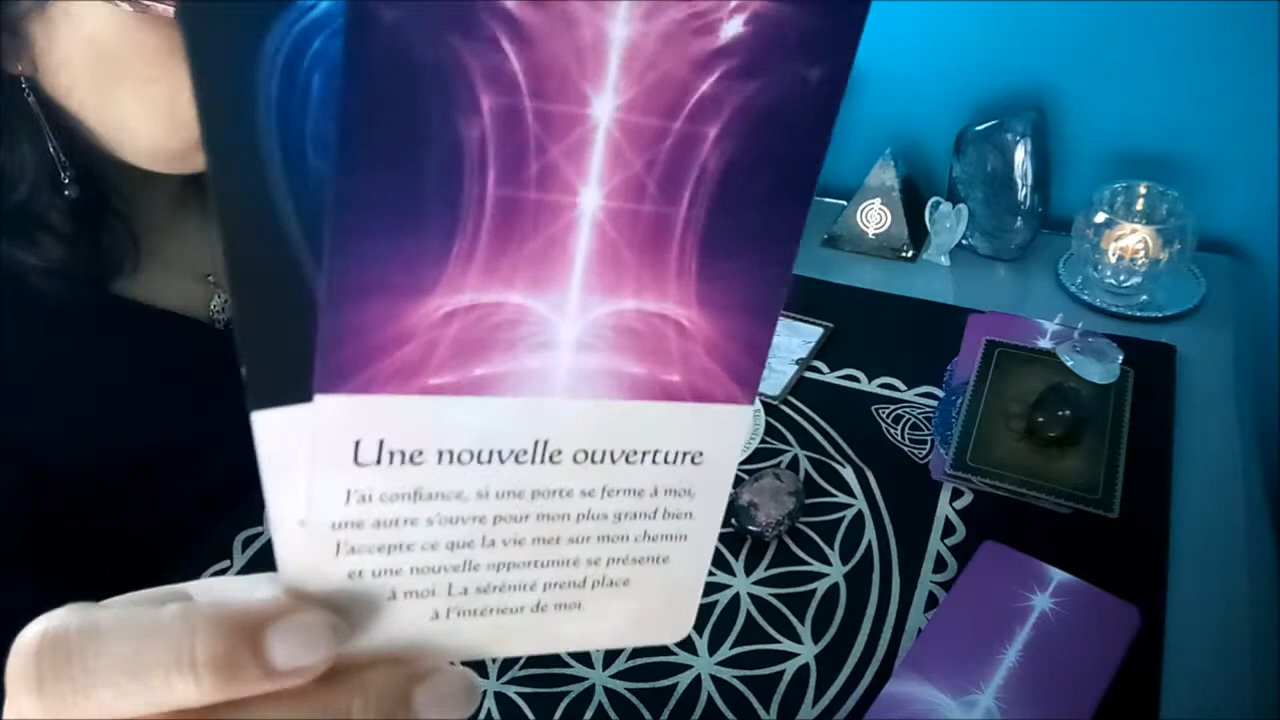 Une nouvelle ouverture
J'ai confiance, si une porte se ferme à moi,
une autre s'ouvre pour mon plus grand bien.
J'accepte ce que la vie met sur mon chemin
et une nouvelle opportunité se présente
à moi. La sérénité prend place
à l'intérieur de moi.